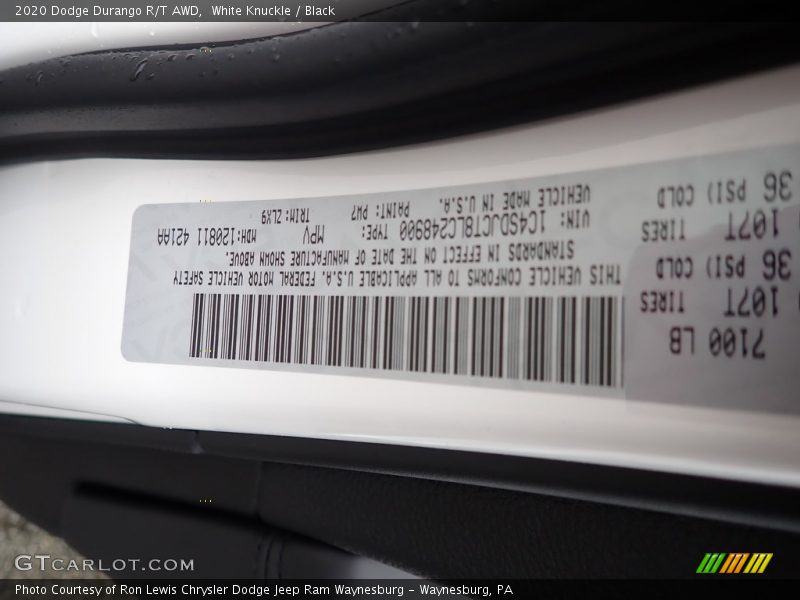 2020 Dodge Durango R/T AWD,  White Knuckle / Black
7100 LB
107T TIRES
36 PSI) COLD
107T TIRES
36 PSI) COLD
THIS VEHICLE CONFORMS TO ALL APPLICABLE U.S.A. FEDERAL MOTOR VEHICLE SAFETY
STANDARDS IN EFFECT ON THE DATE OF MANUFACTURE SHOWN ABOVE.
VIN: 1C4SDJCT8LC248900 TYPE: MPV MDH:120811 421AA
VEHICLE MADE IN U.S.A. PAINT: PW7 TRIM:ZLX9
GTCARLOT.COM
Photo Courtesy of Ron Lewis Chrysler Dodge Jeep Ram Waynesburg - Waynesburg, PA